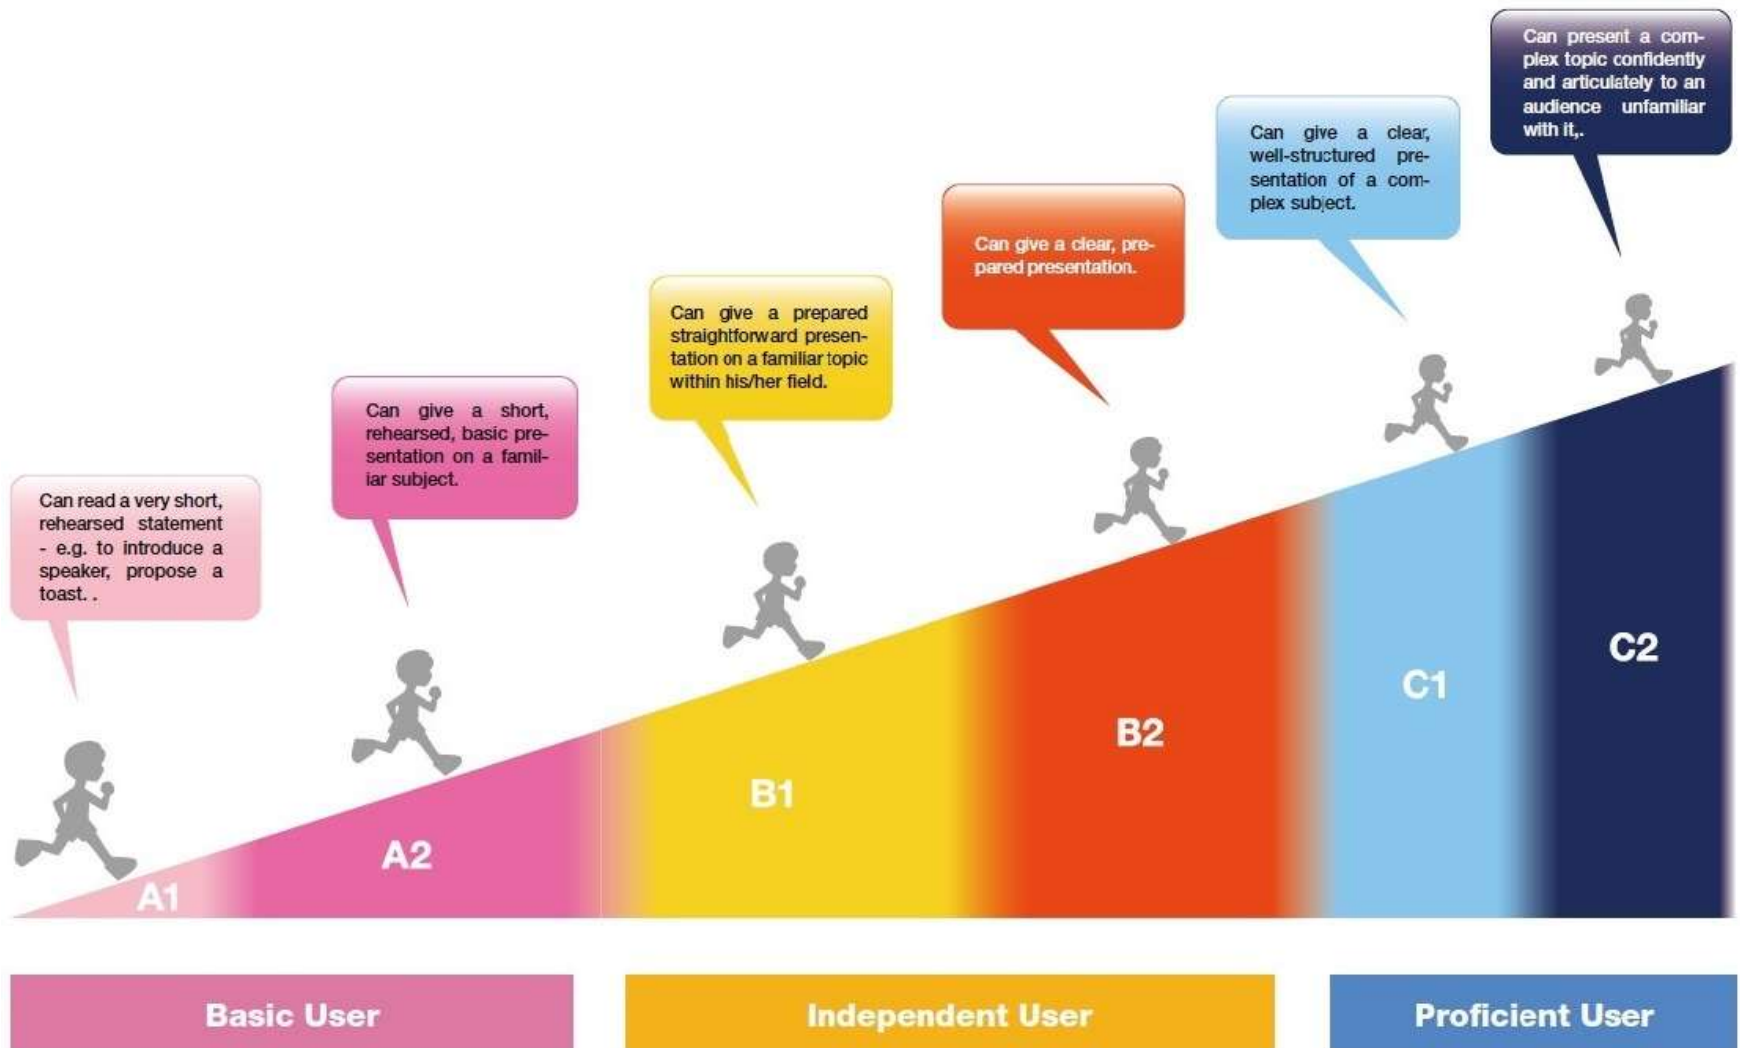 Can read a very short,
rehearsed statement
- e.g. to introduce a
speaker, propose a
toast. .
Can give a short,
rehearsed, basic pre-
sentation on a famil-
iar subject.
Can give a prepared
straightforward presen-
tation on a familiar topic
within his/her field.
Can give a clear, pre-
pared presentation.
Can give a clear,
well-structured pre-
sentation of a com-
plex subject.
Can present a com-
plex topic confidently
and articulately to an
audience unfamiliar
with it,.
A1
A2
B1
B2
C1
C2
Basic User
Independent User
Proficient User